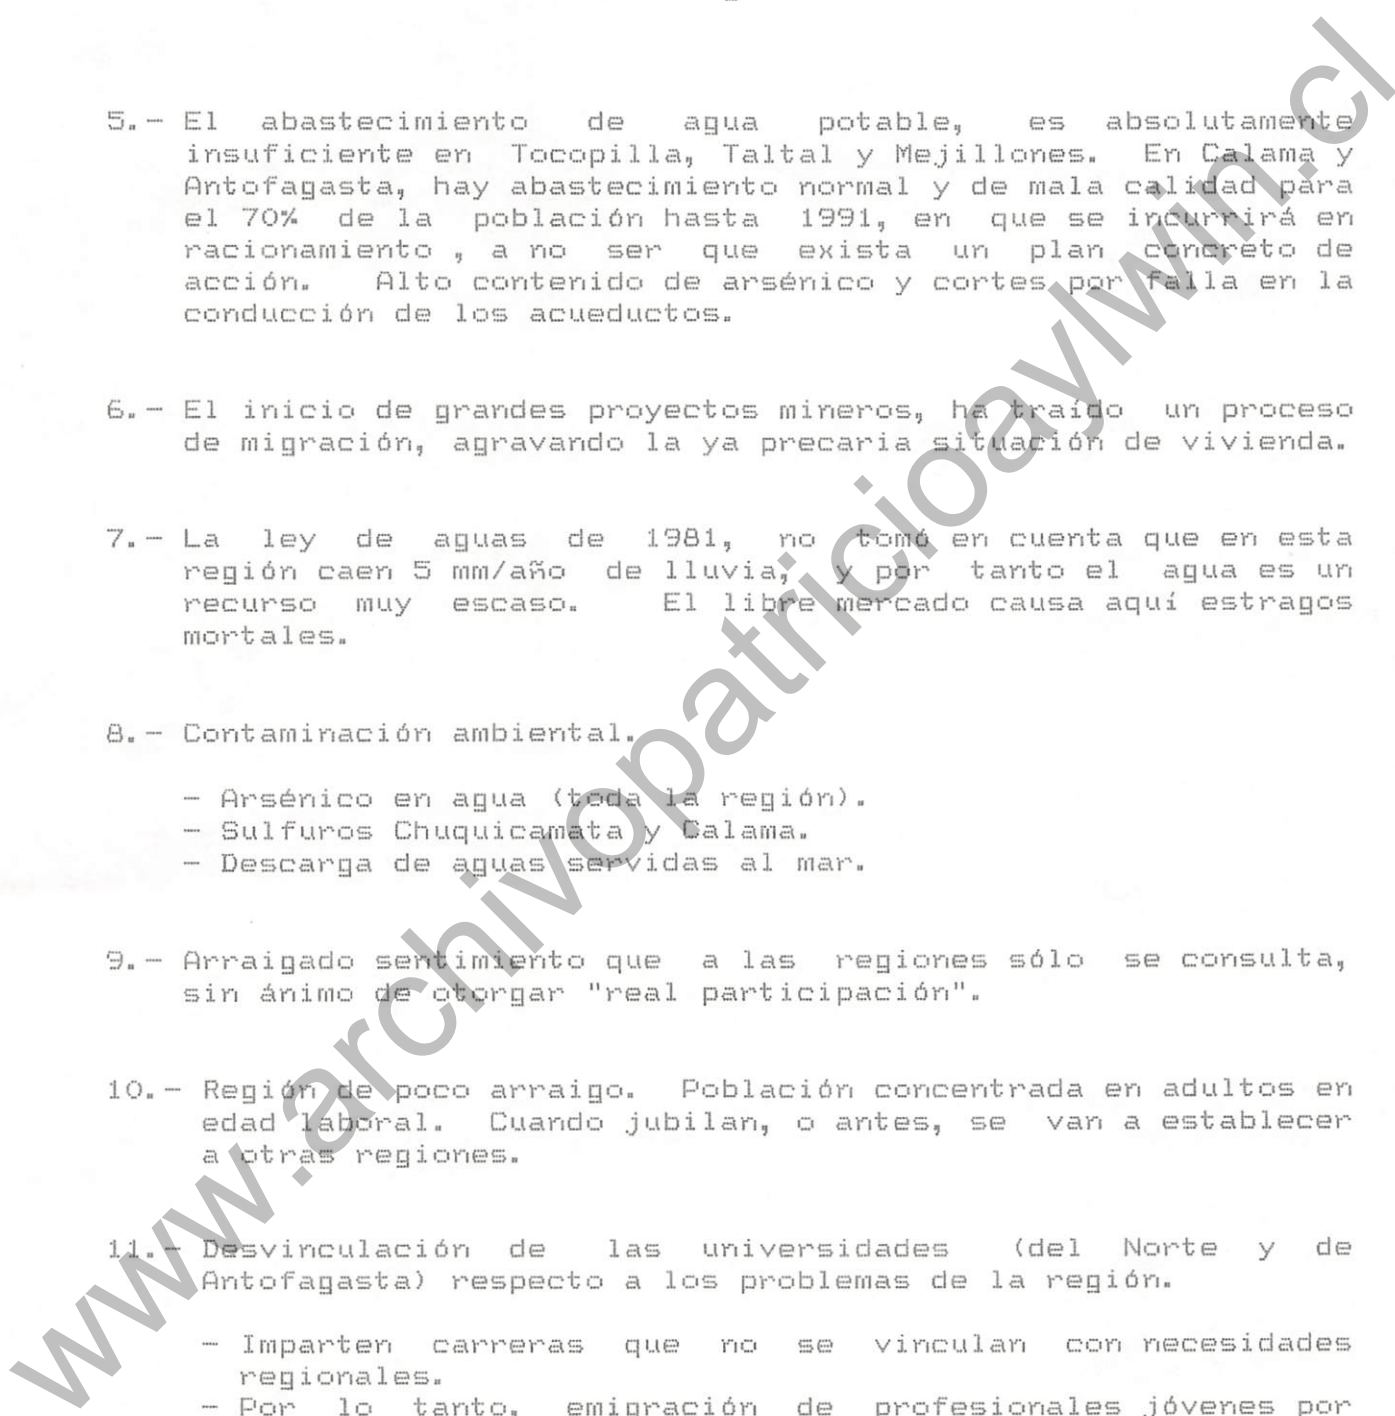 5.- El abastecimiento de agua potable, es absolutamente
insuficiente en Tocopilla, Taltal y Mejillones. En Calama y
Antofagasta, hay abastecimiento normal y de mala calidad para
el 70% de la población hasta 1991, en que se incurrirá en
racionamiento , a no ser que exista un plan concreto de
acción. Alto contenido de arsénico y cortes por falla en la
conducción de los acueductos.
6.- El inicio de grandes proyectos mineros, ha traído un proceso
de migración, agravando la ya precaria situación de vivienda.
7.- La ley de aguas de 1981, no tomó en cuenta que en esta
región caen 5 mm/año de lluvia, y por tanto el agua es un
recurso muy escaso. El libre mercado causa aquí estragos
mortales.
8.- Contaminación ambiental.
- Arsénico en agua (toda la región).
- Sulfuros Chuquicamata y Calama.
- Descarga de aguas servidas al mar.
9.- Arraigado sentimiento que a las regiones sólo se consulta,
sin ánimo de otorgar "real participación".
10.- Región de poco arraigo. Población concentrada en adultos en
edad laboral. Cuando jubilan, o antes, se van a establecer
a otras regiones.
11.- Desvinculación de las universidades (del Norte y de
Antofagasta) respecto a los problemas de la región.
- Imparten carreras que no se vinculan con necesidades
regionales.
- Por lo tanto, emigración de profesionales jóvenes por
www.archivopatricioaylwin.cl